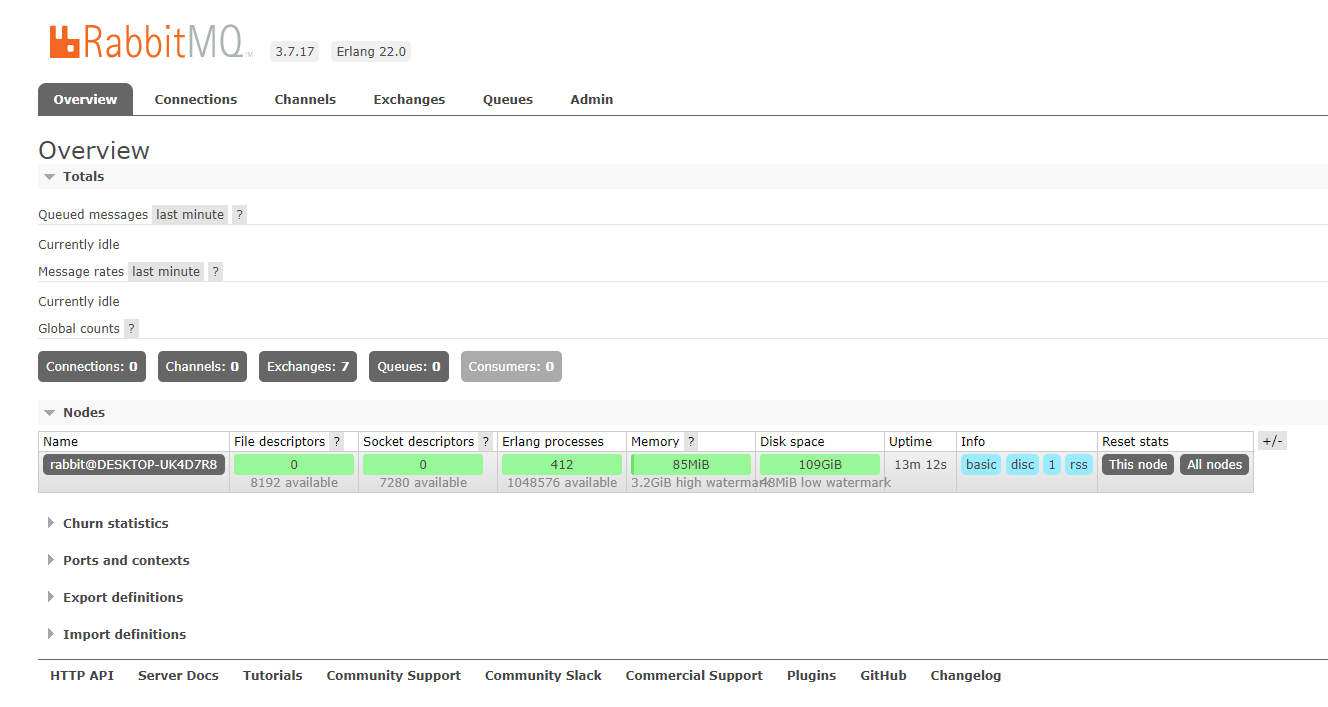 RabbitMQ TM 3.7.17 Erlang 22.0
Overview Connections Channels Exchanges Queues Admin
Overview
Totals
Queued messages last minute ?
Currently idle
Message rates last minute ?
Currently idle
Global counts ?
Connections: 0 Channels: 0 Exchanges: 7 Queues: 0 Consumers: 0
Nodes
Name File descriptors ? Socket descriptors ? Erlang processes Memory ? Disk space Uptime Info Reset stats +/-
rabbit@DESKTOP-UK4D7R8 0 0 412 85MiB 109GiB 13m 12s basic disc 1 rss This node All nodes
8192 available 7280 available 1048576 available 3.2GiB high watermark 48MiB low watermark
Churn statistics
Ports and contexts
Export definitions
Import definitions
HTTP API Server Docs Tutorials Community Support Community Slack Commercial Support Plugins GitHub Changelog